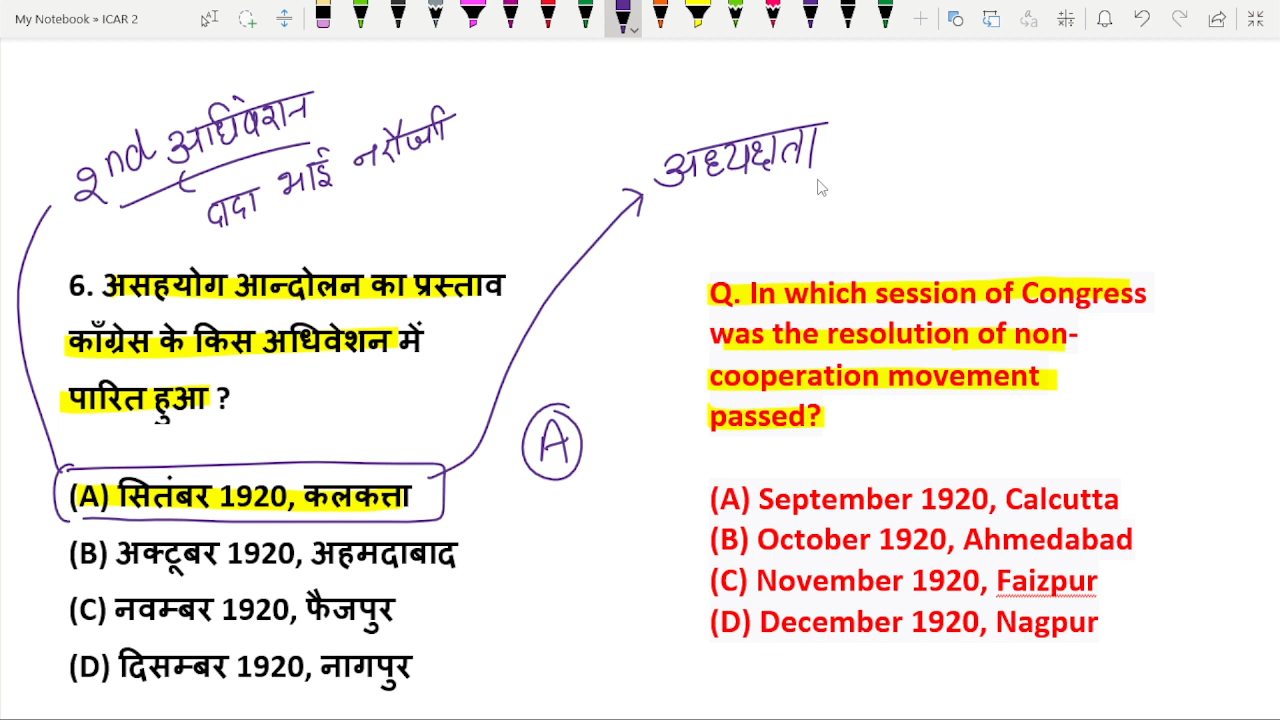 My Notebook » ICAR 2
2nd अधिवेशन
दादा भाई नरौजी
अध्यक्षता
6. असहयोग आन्दोलन का प्रस्ताव
काँग्रेस के किस अधिवेशन में
पारित हुआ ?
A
(A) सितंबर 1920, कलकत्ता
(B) अक्टूबर 1920, अहमदाबाद
(C) नवम्बर 1920, फैजपुर
(D) दिसम्बर 1920, नागपुर
Q. In which session of Congress
was the resolution of non-
cooperation movement
passed?
(A) September 1920, Calcutta
(B) October 1920, Ahmedabad
(C) November 1920, Faizpur
(D) December 1920, Nagpur